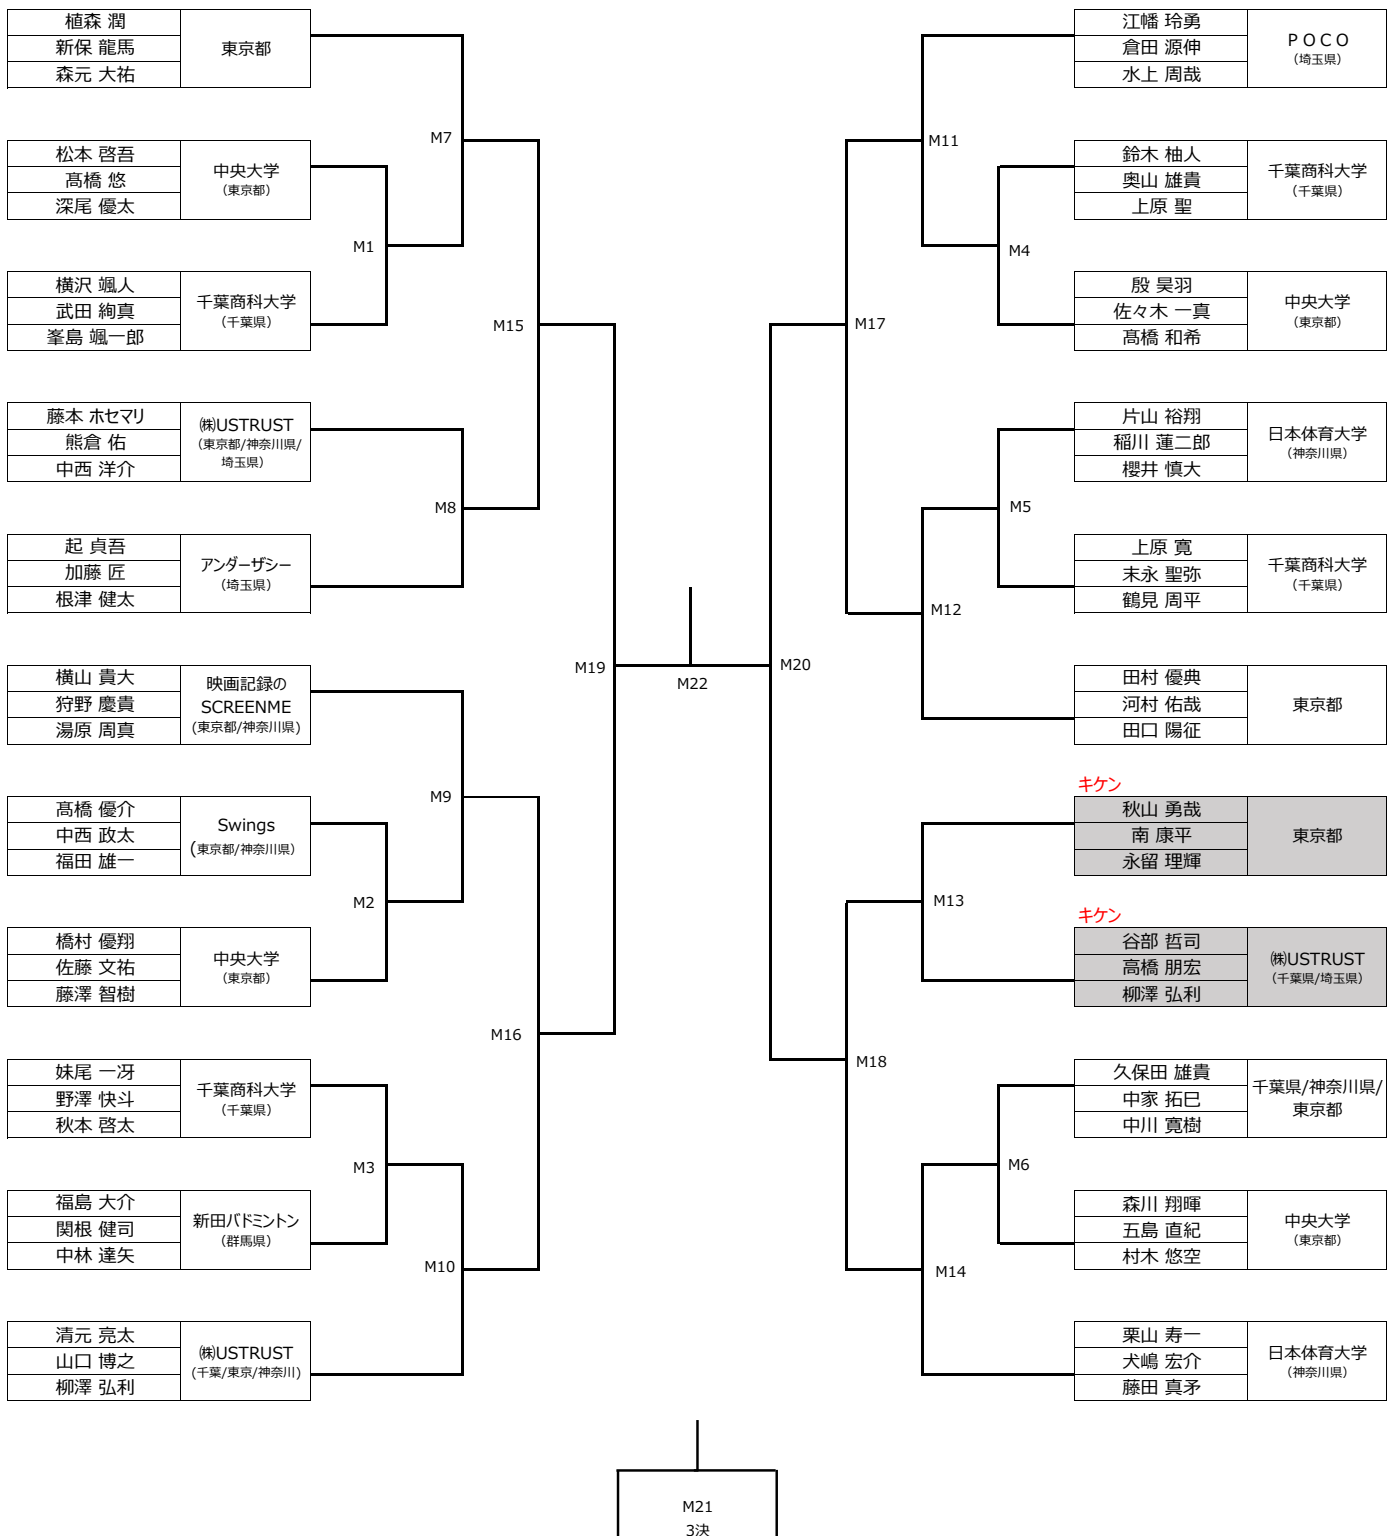 植森 潤
新保 龍馬
森元 大祐
東京都
松本 啓吾
髙橋 悠
深尾 優太
中央大学
（東京都）
横沢 颯人
武田 絢真
峯島 颯一郎
千葉商科大学
（千葉県）
藤本 ホセマリ
熊倉 佑
中西 洋介
㈱USTRUST
（東京都/神奈川県/
埼玉県）
起 貞吾
加藤 匠
根津 健太
アンダーザシー
（埼玉県）
横山 貴大
狩野 慶貴
湯原 周真
映画記録の
SCREENME
(東京都/神奈川県)
髙橋 優介
中西 政太
福田 雄一
Swings
(東京都/神奈川県）
橋村 優翔
佐藤 文祐
藤澤 智樹
中央大学
（東京都）
妹尾 一冴
野澤 快斗
秋本 啓太
千葉商科大学
（千葉県）
福島 大介
関根 健司
中林 達矢
新田バドミントン
（群馬県）
清元 亮太
山口 博之
柳澤 弘利
㈱USTRUST
(千葉/東京/神奈川)
M7
M1
M15
M8
M19
M9
M2
M16
M3
M10
M22
M20
M11
M4
M17
M5
M12
M13
M18
M6
M14
江幡 玲勇
倉田 源伸
水上 周哉
ＰＯＣＯ
（埼玉県）
鈴木 柚人
奥山 雄貴
上原 聖
千葉商科大学
（千葉県）
殷 昊羽
佐々木 一真
髙橋 和希
中央大学
（東京都）
片山 裕翔
稲川 蓮二郎
櫻井 慎大
日本体育大学
（神奈川県）
上原 寛
末永 聖弥
鶴見 周平
千葉商科大学
（千葉県）
田村 優典
河村 佑哉
田口 陽征
東京都
キケン
秋山 勇哉
南 康平
永留 理輝
東京都
キケン
谷部 哲司
高橋 朋宏
柳澤 弘利
㈱USTRUST
（千葉県/埼玉県）
久保田 雄貴
中家 拓巳
中川 寛樹
千葉県/神奈川県/
東京都
森川 翔暉
五島 直紀
村木 悠空
中央大学
（東京都）
栗山 寿一
犬嶋 宏介
藤田 真矛
日本体育大学
（神奈川県）
M21
3決